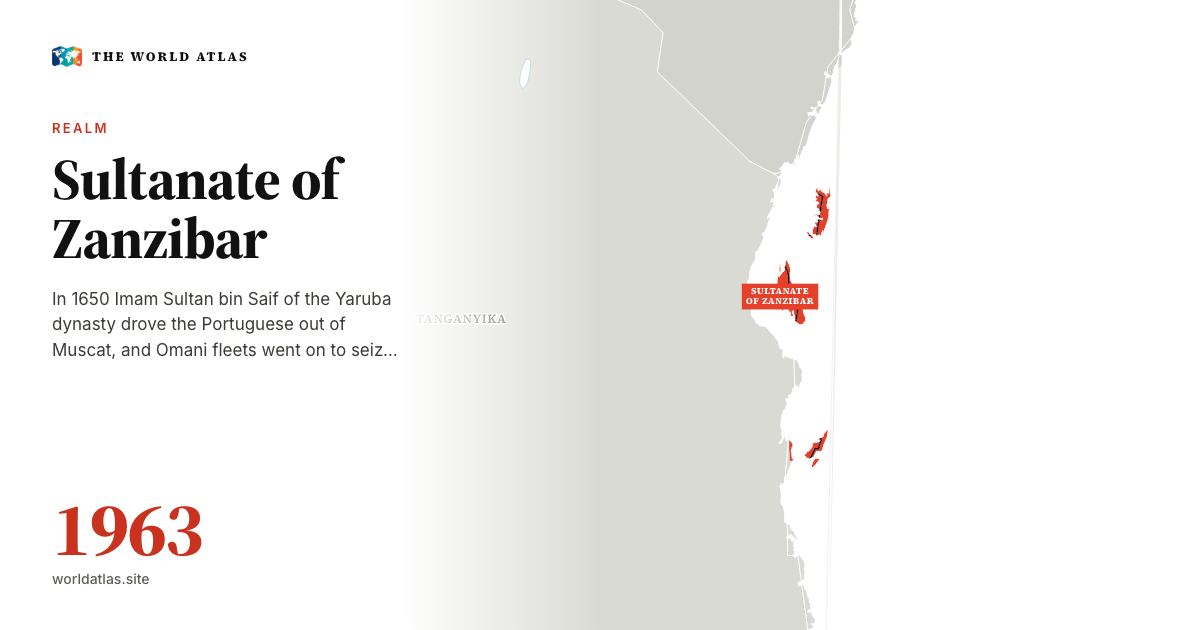 THE WORLD ATLAS
REALM
Sultanate of
Zanzibar
In 1650 Imam Sultan bin Saif of the Yaruba
dynasty drove the Portuguese out of
Muscat, and Omani fleets went on to seiz...
TANGANYIKA
SULTANATE
OF ZANZIBAR
1963
worldatlas.site